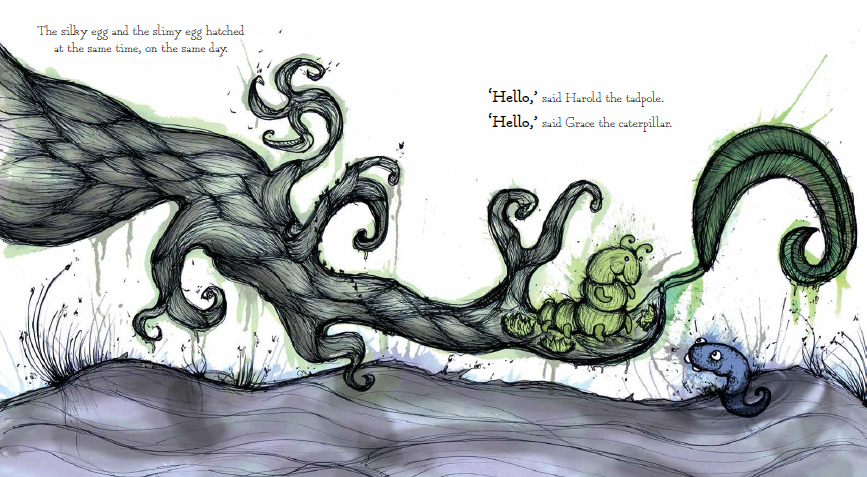 The silky egg and the slimy egg hatched
at the same time, on the same day.
‘Hello,’ said Harold the tadpole.
‘Hello,’ said Grace the caterpillar.